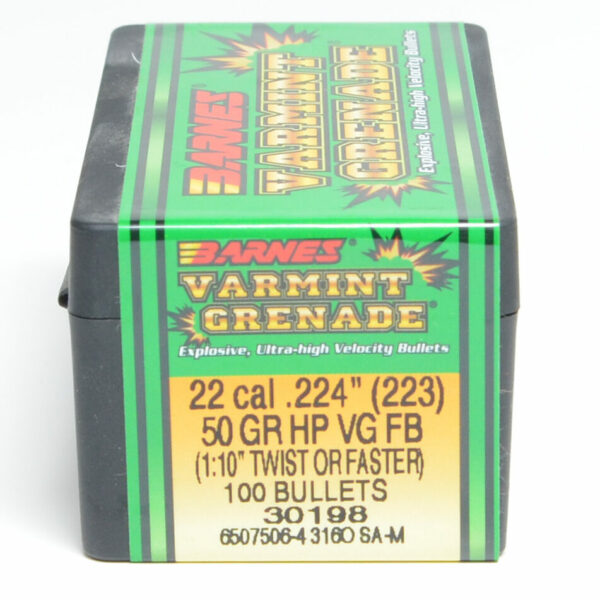 BARNES®
VARMINT
GRENADE®
Explosive, Ultra-high Velocity Bullets
BARNES®
VARMINT
GRENADE®
Explosive, Ultra-high Velocity Bullets
22 cal .224" (223)
50 GR HP VG FB
(1:10" TWIST OR FASTER)
100 BULLETS
30198
6507506-4 3160 SA-M